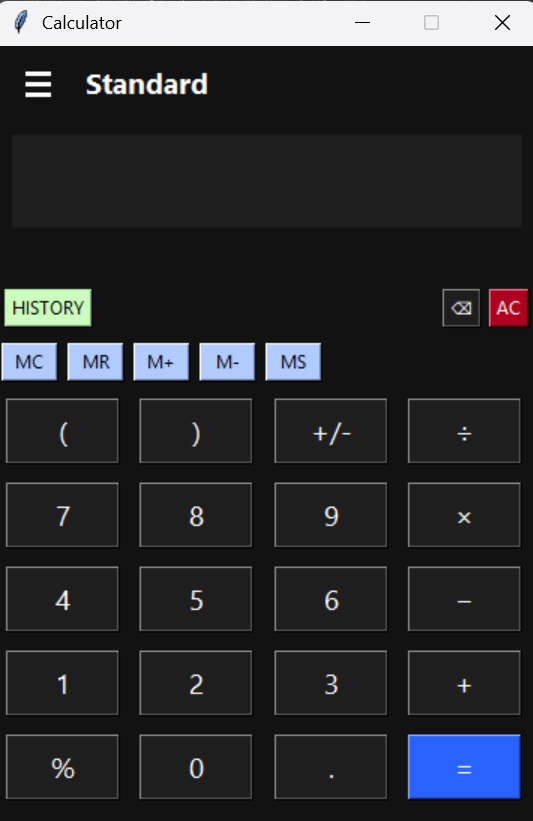 Calculator
☰ Standard
HISTORY ⌫ AC
MC MR M+ M- MS
( ) +/- ÷
7 8 9 ×
4 5 6 −
1 2 3 +
% 0 . =